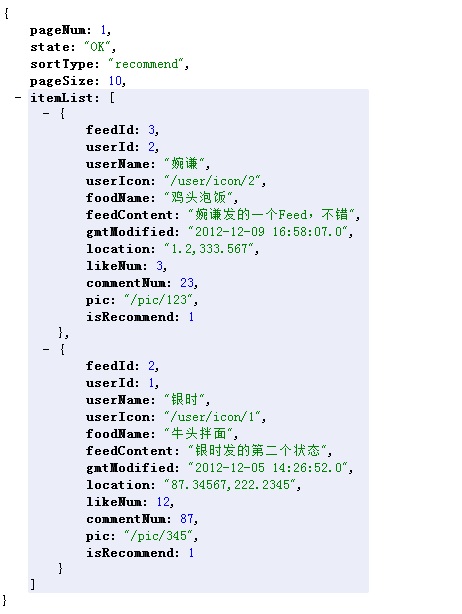 {
pageNum: 1,
state: "OK",
sortType: "recommend",
pageSize: 10,
- itemList: [
- {
feedId: 3,
userId: 2,
userName: "婉谦",
userIcon: "/user/icon/2",
foodName: "鸡头泡饭",
feedContent: "婉谦发的一个Feed，不错",
gmtModified: "2012-12-09 16:58:07.0",
location: "1.2,333.567",
likeNum: 3,
commentNum: 23,
pic: "/pic/123",
isRecommend: 1
},
- {
feedId: 2,
userId: 1,
userName: "银时",
userIcon: "/user/icon/1",
foodName: "牛头拌面",
feedContent: "银时发的第二个状态",
gmtModified: "2012-12-05 14:26:52.0",
location: "87.34567,222.2345",
likeNum: 12,
commentNum: 87,
pic: "/pic/345",
isRecommend: 1
}
]
}